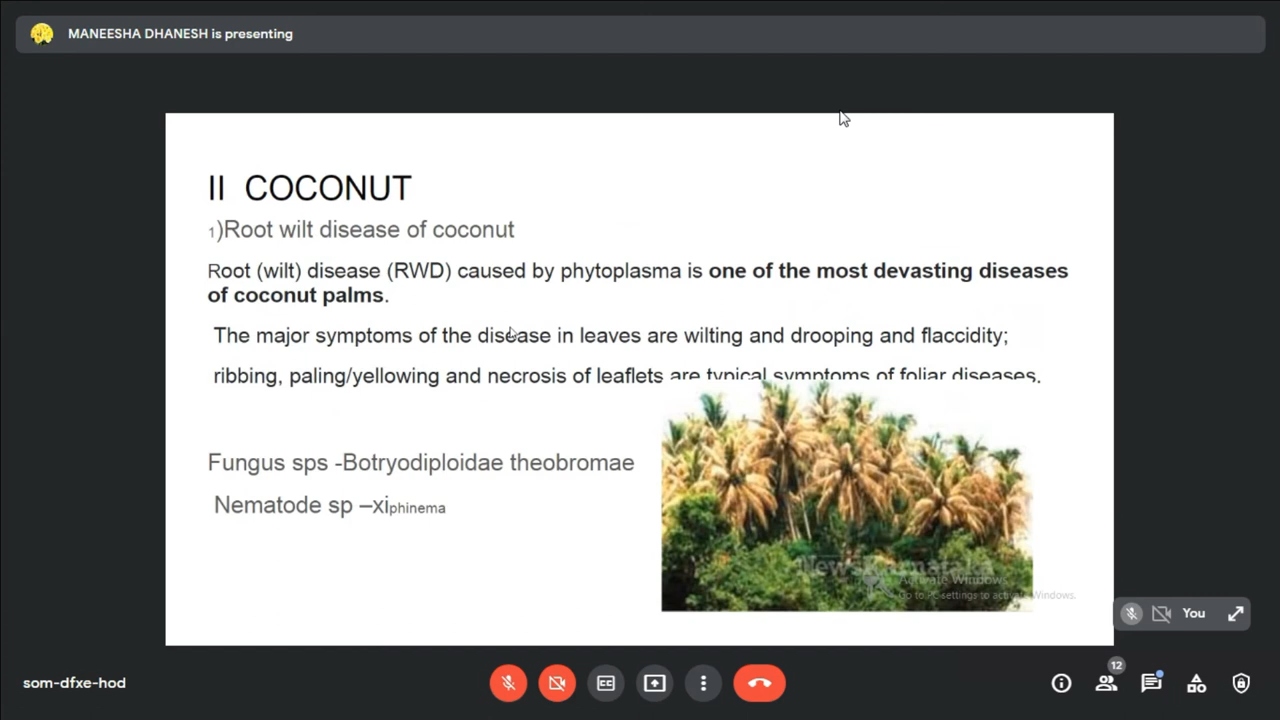 MANEESHA DHANESH is presenting
II COCONUT
1)Root wilt disease of coconut
Root (wilt) disease (RWD) caused by phytoplasma is one of the most devasting diseases
of coconut palms.
The major symptoms of the disease in leaves are wilting and drooping and flaccidity;
ribbing, paling/yellowing and necrosis of leaflets are typical symptoms of foliar diseases.
Fungus sps -Botryodiploidae theobromae
Nematode sp –xiphinema
NewsKarnataka
Activate Windows
Go to PC settings to activate Windows.
You
12
som-dfxe-hod
CC